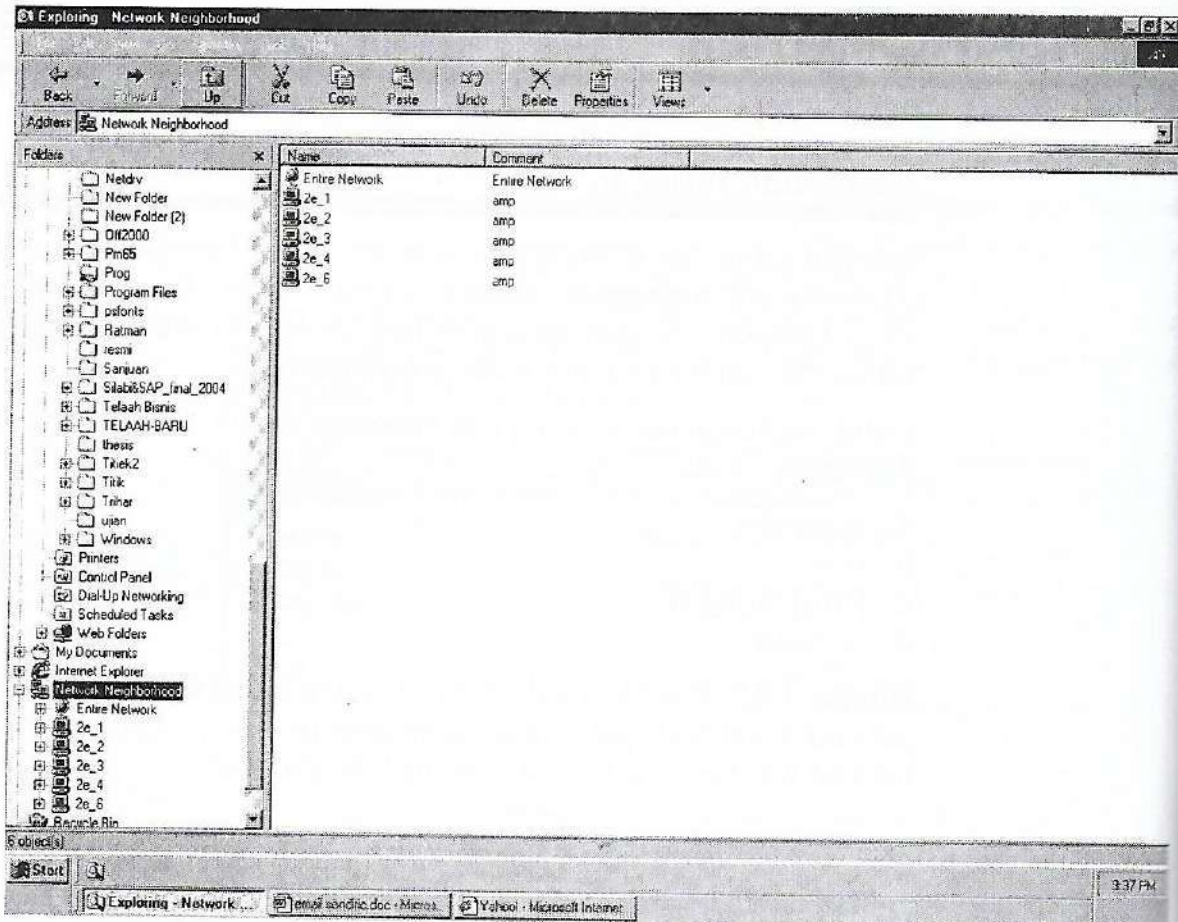 Exploring - Network Neighborhood
Back Forward Up Cut Copy Paste Undo Delete Properties Views
Address Network Neighborhood
Folders
Netdrv
New Folder
New Folder (2)
Off2000
Pm65
Prog
Program Files
psfonts
Ratman
resmi
Sanjuan
Silabi&SAP_final_2004
Telaah Bisnis
TELAAH-BARU
thesis
Titiek2
Titik
Trihar
ujian
Windows
Printers
Control Panel
Dial-Up Networking
Scheduled Tasks
Web Folders
My Documents
Internet Explorer
Network Neighborhood
Entire Network
2e_1
2e_2
2e_3
2e_4
2e_6
Recycle Bin
Name Comment
Entire Network Entire Network
2e_1 amp
2e_2 amp
2e_3 amp
2e_4 amp
2e_6 amp
6 object(s)
Start
3:37 PM
Exploring - Network ... email .doc - Micros... Yahoo! - Microsoft Internet